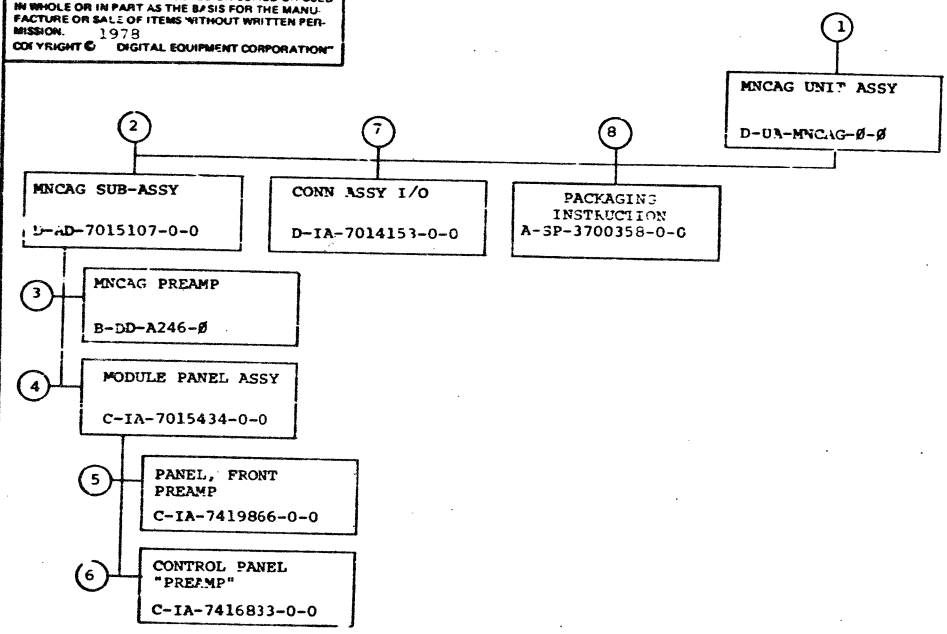 IN WHOLE OR IN PART AS THE BASIS FOR THE MANU-
FACTURE OR SALE OF ITEMS WITHOUT WRITTEN PER-
MISSION. 1978
COPYRIGHT © DIGITAL EQUIPMENT CORPORATION"
1
MNCAG UNIT ASSY
D-UA-MNCAG-Ø-Ø
2
MNCAG SUB-ASSY
D-AD-7015107-0-0
7
CONN ASSY I/O
D-IA-7014153-0-0
8
PACKAGING
INSTRUCTION
A-SP-3700358-0-0
3
MNCAG PREAMP
B-DD-A246-Ø
4
MODULE PANEL ASSY
C-IA-7015434-0-0
5
PANEL, FRONT
PREAMP
C-IA-7419866-0-0
6
CONTROL PANEL
"PREAMP"
C-IA-7416833-0-0